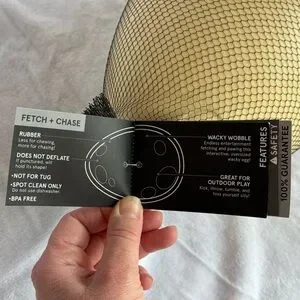 FETCH + CHASE
RUBBER
Less for chewing,
more for chasing!
DOES NOT DEFLATE
If punctured, will
hold its shape!
•NOT FOR TUG
•SPOT CLEAN ONLY
Do not use dishwasher.
•BPA FREE
WACKY WOBBLE
Endless entertainment
fetching and pawing this
interactive, oversized
wacky egg!
GREAT FOR
OUTDOOR PLAY
Kick, throw, tumble, and
toss yourself silly!
FEATURES
SAFETY
100% GUARANTEE